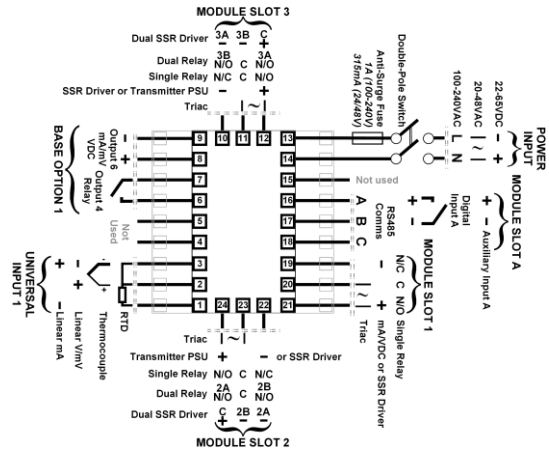 MODULE SLOT 3
Dual SSR Driver 3A 3B C
− − +
Dual Relay 3B N/O C 3A N/O
Single Relay N/C C N/O
SSR Driver or Transmitter PSU − +
Triac | ~ |
9 10 11 12 13
8 14
7 15
6 16
5 17
4 18
3 19
2 20
1 24 23 22 21
BASE OPTION 1
Output 6
mA/mV
VDC
− +
Output 4
Relay
Not
Used
UNIVERSAL
INPUT 1
+ − Linear mA
− + Linear V/mV
− + Thermocouple
RTD
315mA (24/48V)
1A (100-240V)
Anti-Surge Fuse
Double-Pole Switch
100-240VAC
L N
20-48VAC
| ~ |
22-65VDC
− +
POWER
INPUT
Not used
A B C
RS485
Comms
+ −
Digital
Input A
+ − Auxiliary Input A
MODULE SLOT A
MODULE SLOT 1
N/C C N/O Single Relay
− + mA/VDC or SSR Driver
| ~ | Triac
Triac | ~ |
Transmitter PSU + − or SSR Driver
Single Relay N/O C N/C
Dual Relay 2A N/O C 2B N/O
Dual SSR Driver C 2B 2A
+ − −
MODULE SLOT 2